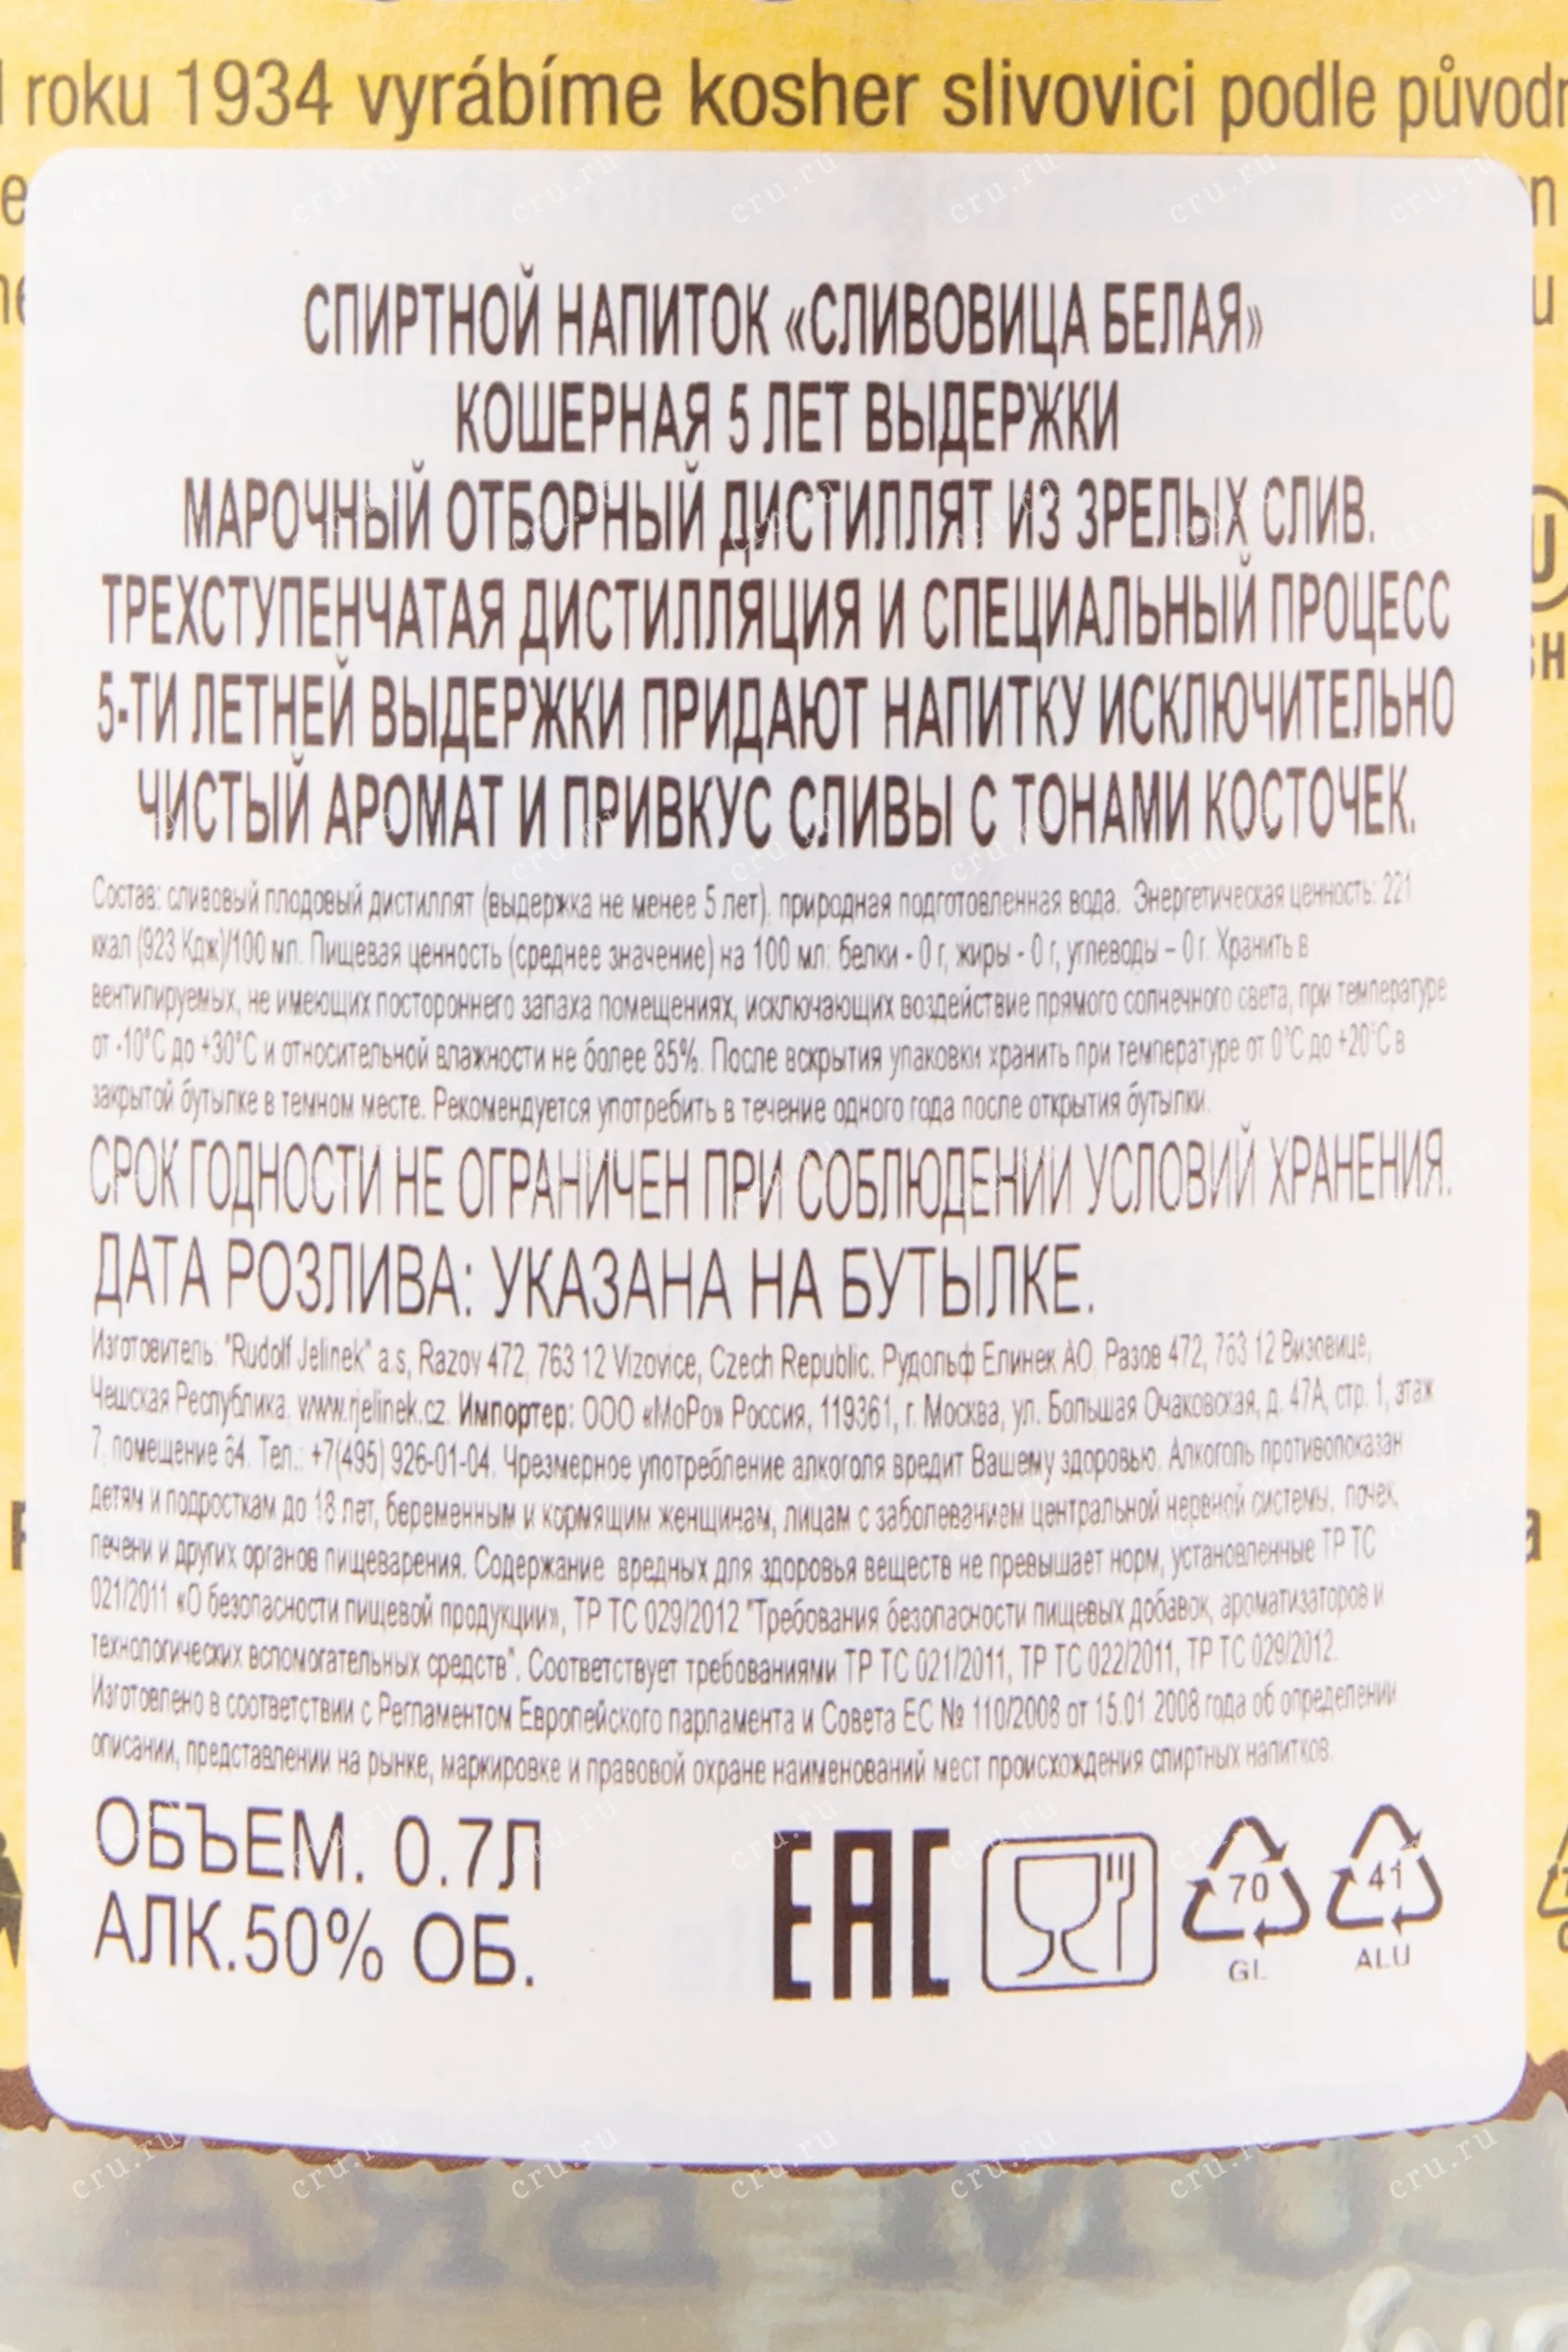 roku 1934 vyrábíme kosher slivovici podle
СПИРТНОЙ НАПИТОК «СЛИВОВИЦА БЕЛАЯ»
КОШЕРНАЯ 5 ЛЕТ ВЫДЕРЖКИ
МАРОЧНЫЙ ОТБОРНЫЙ ДИСТИЛЛЯТ ИЗ ЗРЕЛЫХ СЛИВ.
ТРЕХСТУПЕНЧАТАЯ ДИСТИЛЛЯЦИЯ И СПЕЦИАЛЬНЫЙ ПРОЦЕСС
5-ТИ ЛЕТНЕЙ ВЫДЕРЖКИ ПРИДАЮТ НАПИТКУ ИСКЛЮЧИТЕЛЬНО
ЧИСТЫЙ АРОМАТ И ПРИВКУС СЛИВЫ С ТОНАМИ КОСТОЧЕК.
Состав: сливовый плодовый дистиллят (выдержка не менее 5 лет), природная подготовленная вода. Энергетическая ценность: 221
ккал (923 Кдж)/100 мл. Пищевая ценность (среднее значение) на 100 мл: белки - 0 г, жиры - 0 г, углеводы – 0 г. Хранить в
вентилируемых, не имеющих постороннего запаха помещениях, исключающих воздействие прямого солнечного света, при температуре
от -10°С до +30°С и относительной влажности не более 85%. После вскрытия упаковки хранить при температуре от 0°С до +20°С в
закрытой бутылке в темном месте. Рекомендуется употребить в течение одного года после открытия бутылки.
СРОК ГОДНОСТИ НЕ ОГРАНИЧЕН ПРИ СОБЛЮДЕНИИ УСЛОВИЙ ХРАНЕНИЯ.
ДАТА РОЗЛИВА: УКАЗАНА НА БУТЫЛКЕ.
Изготовитель: "Rudolf Jelinek" a.s, Razov 472, 763 12 Vizovice, Czech Republic. Рудольф Елинек АО, Разов 472, 763 12 Визовице,
Чешская Республика. www.rjelinek.cz. Импортер: ООО «МоРо» Россия, 119361, г. Москва, ул. Большая Очаковская, д. 47А, стр. 1, этаж
7, помещение 64. Тел.: +7(495) 926-01-04. Чрезмерное употребление алкоголя вредит Вашему здоровью. Алкоголь противопоказан
детям и подросткам до 18 лет, беременным и кормящим женщинам, лицам с заболеванием центральной нервной системы, почек,
печени и других органов пищеварения. Содержание вредных для здоровья веществ не превышает норм, установленные ТР ТС
021/2011 «О безопасности пищевой продукции», ТР ТС 029/2012 "Требования безопасности пищевых добавок, ароматизаторов и
технологических вспомогательных средств". Соответствует требованиями ТР ТС 021/2011, ТР ТС 022/2011, ТР ТС 029/2012.
Изготовлено в соответствии с Регламентом Европейского парламента и Совета ЕС № 110/2008 от 15.01.2008 года об определении
описании, представлении на рынке, маркировке и правовой охране наименований мест происхождения спиртных напитков.
ОБЪЕМ. 0.7Л
АЛК.50% ОБ.
EAC
70
GL
41
ALU
cru.ru